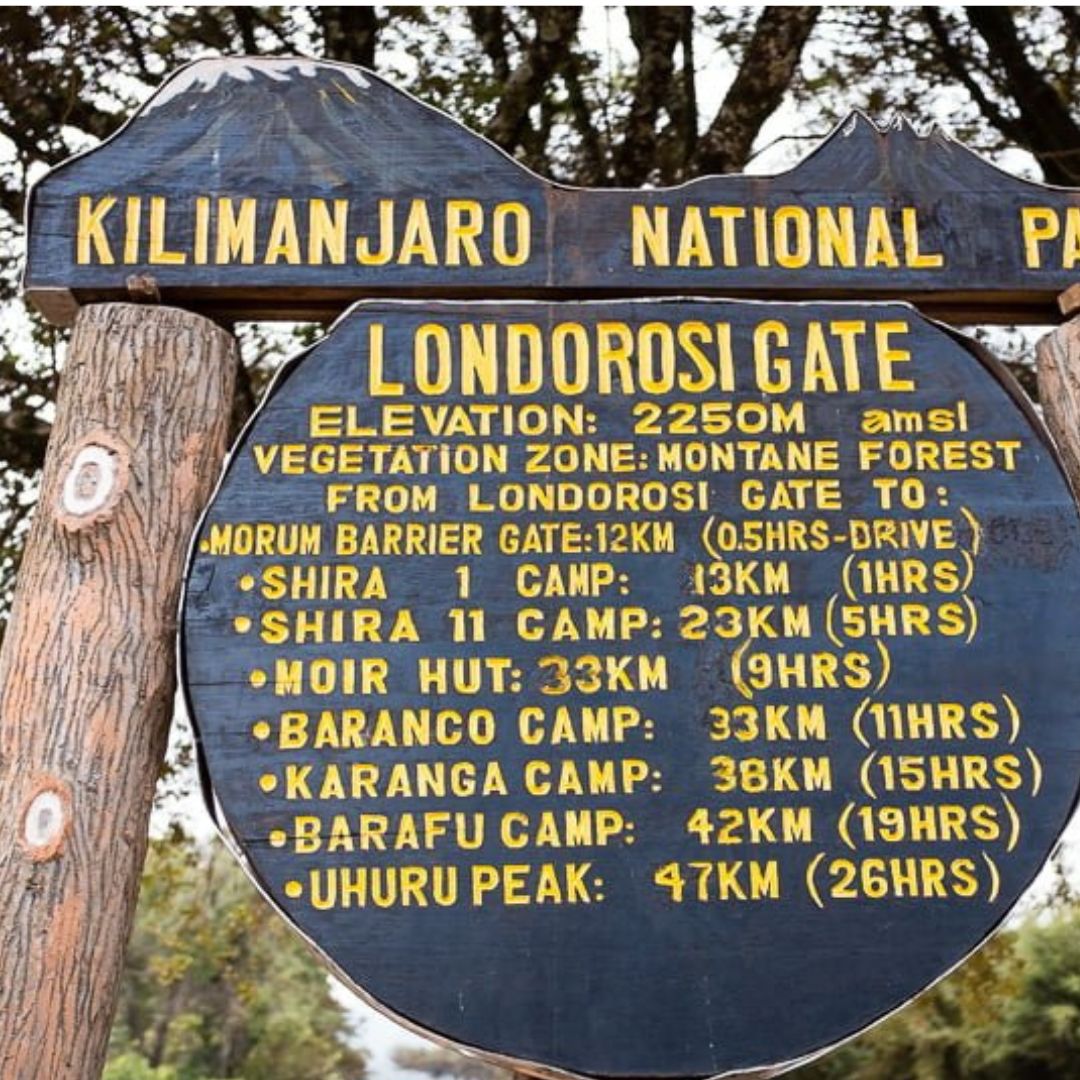 KILIMANJARO NATIONAL PA
LONDOROSI GATE
ELEVATION: 2250M amsl
VEGETATION ZONE: MONTANE FOREST
FROM LONDOROSI GATE TO:
•MORUM BARRIER GATE:12KM (0.5HRS-DRIVE)
•SHIRA 1 CAMP: 13KM (1HRS)
•SHIRA 11 CAMP: 23KM (5HRS)
•MOIR HUT: 33KM (9HRS)
•BARANCO CAMP: 33KM (11HRS)
•KARANGA CAMP: 38KM (15HRS)
•BARAFU CAMP: 42KM (19HRS)
•UHURU PEAK: 47KM (26HRS)